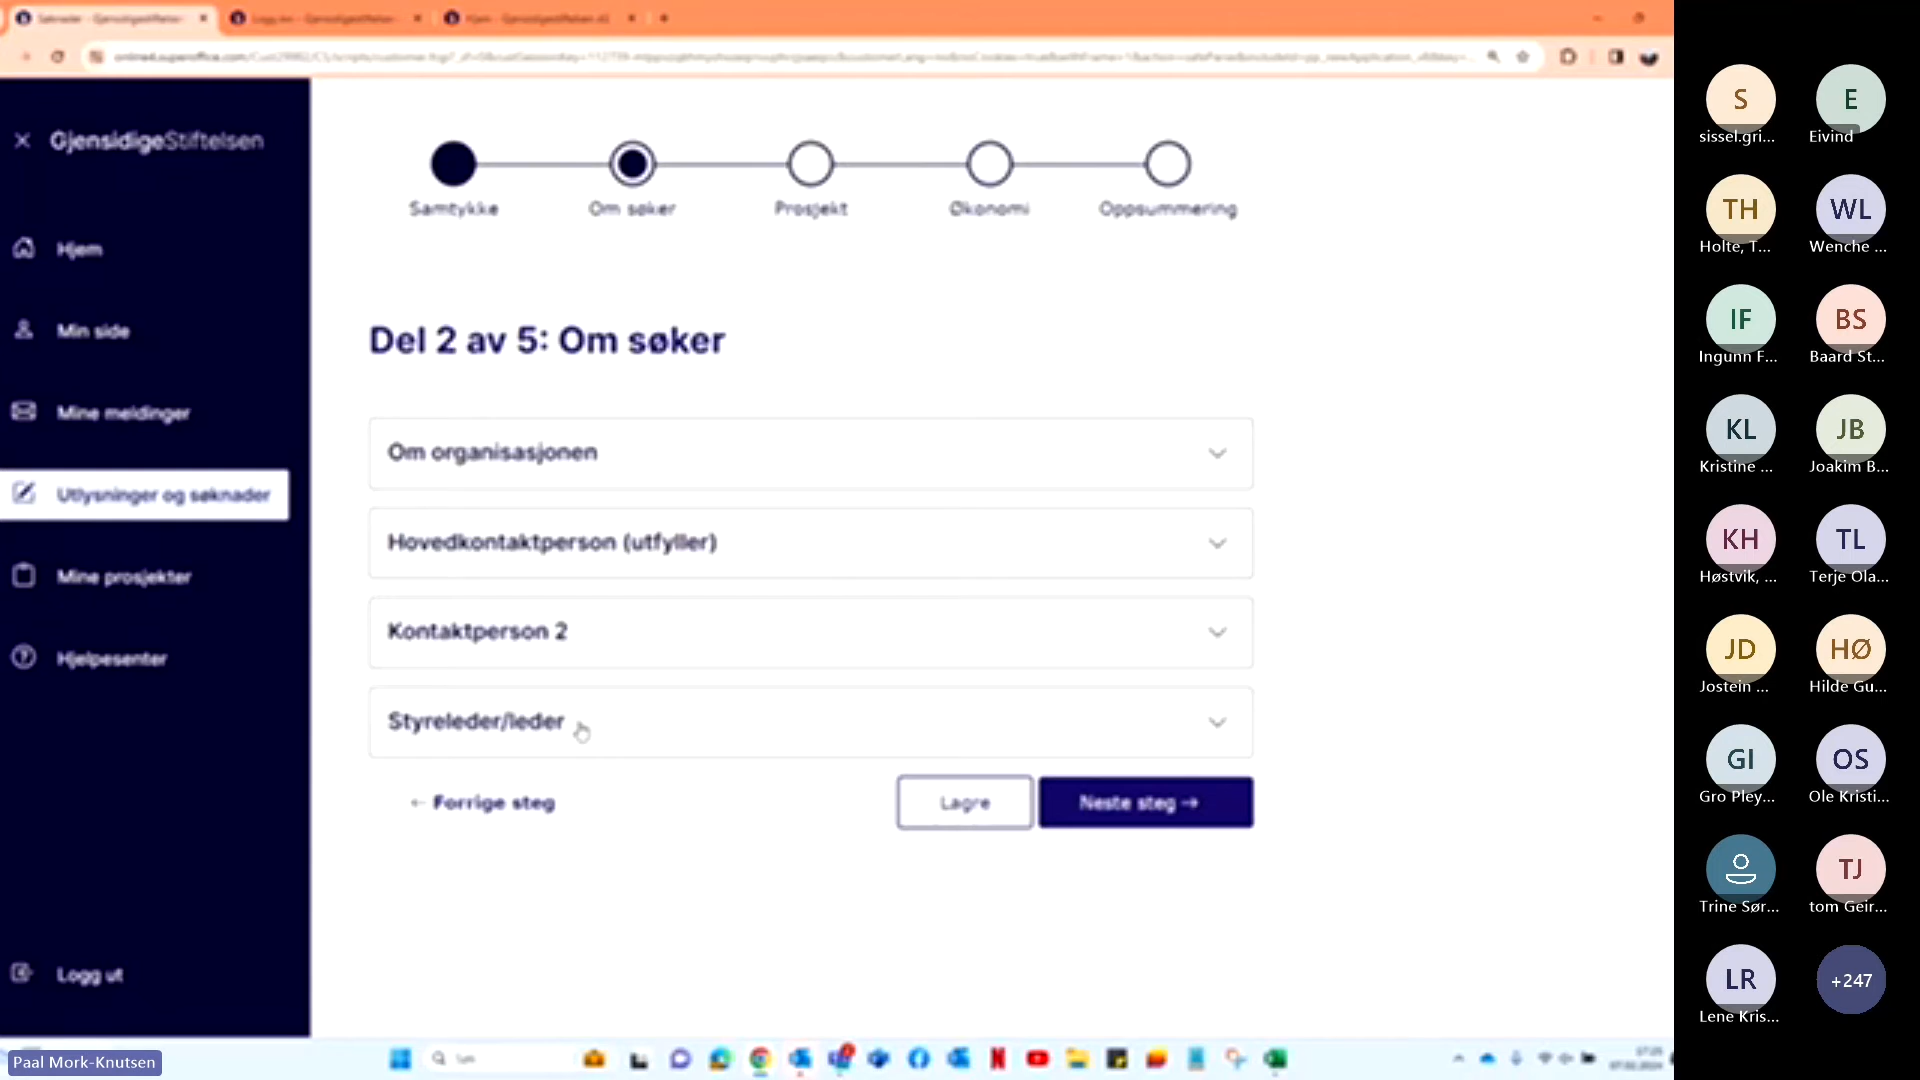 GjensidigeStiftelsen
Hjem
Min side
Mine meldinger
Utlysninger og søknader
Mine prosjekter
Hjelpesenter
Logg ut
Samtykke
Om søker
Prosjekt
Økonomi
Oppsummering
Del 2 av 5: Om søker
Om organisasjonen
Hovedkontaktperson (utfyller)
Kontaktperson 2
Styreleder/leder
← Forrige steg
Lagre
Neste steg →
Paal Mork-Knutsen
S
sissel.gri...
E
Eivind
TH
Holte, T...
WL
Wenche ...
IF
Ingunn F...
BS
Baard St...
KL
Kristine ...
JB
Joakim B...
KH
Høstvik, ...
TL
Terje Ola...
JD
Jostein ...
HØ
Hilde Gu...
GI
Gro Pley...
OS
Ole Kristi...
Trine Sør...
TJ
tom Geir...
LR
Lene Kris...
+247